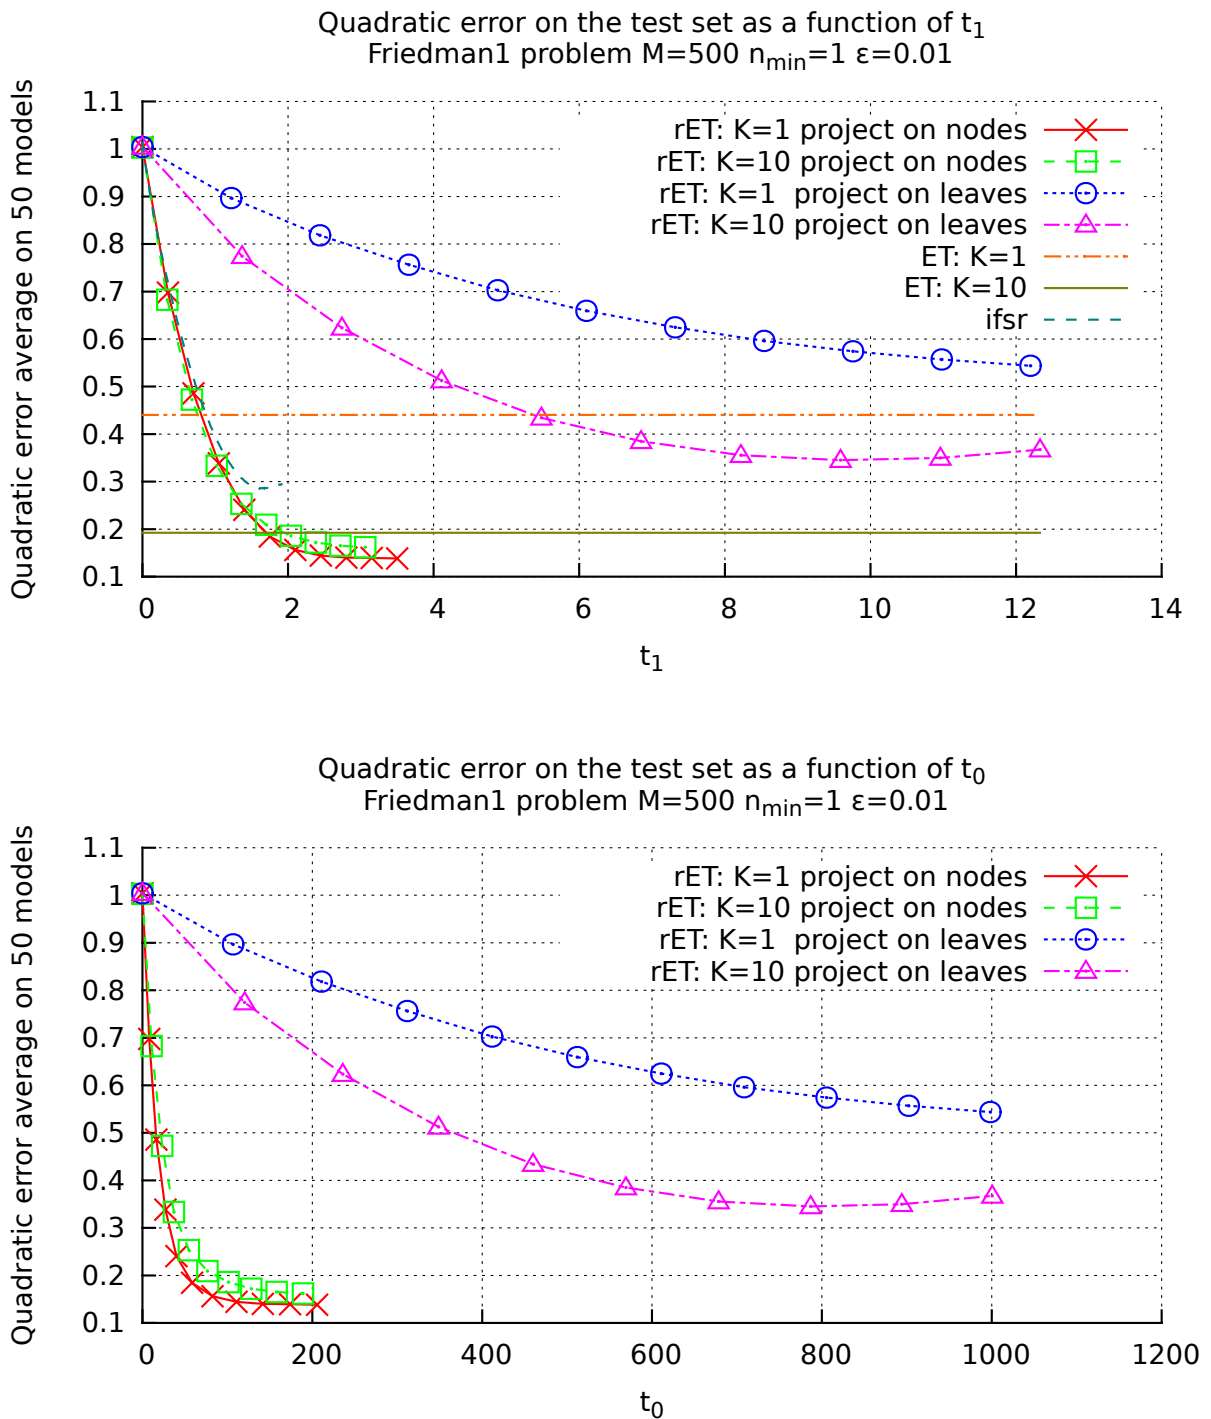 Quadratic error on the test set as a function of t1
Friedman1 problem M=500 nmin=1 ε=0.01
Quadratic error average on 50 models
1.1
1
0.9
0.8
0.7
0.6
0.5
0.4
0.3
0.2
0.1
rET: K=1 project on nodes
rET: K=10 project on nodes
rET: K=1  project on leaves
rET: K=10 project on leaves
ET: K=1
ET: K=10
ifsr
0 2 4 6 8 10 12 14
t1
Quadratic error on the test set as a function of t0
Friedman1 problem M=500 nmin=1 ε=0.01
Quadratic error average on 50 models
1.1
1
0.9
0.8
0.7
0.6
0.5
0.4
0.3
0.2
0.1
rET: K=1 project on nodes
rET: K=10 project on nodes
rET: K=1  project on leaves
rET: K=10 project on leaves
0 200 400 600 800 1000 1200
t0